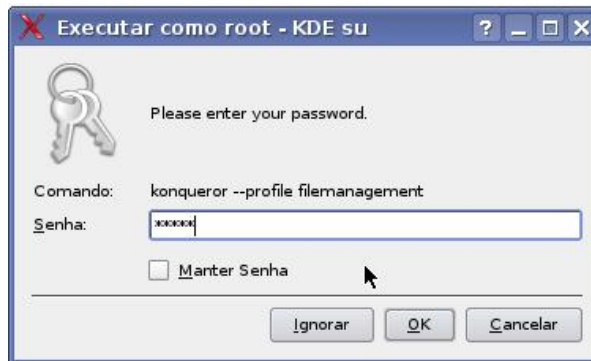 Executar como root - KDE su
Please enter your password.
Comando: konqueror --profile filemanagement
Senha: *****
Manter Senha
Ignorar OK Cancelar